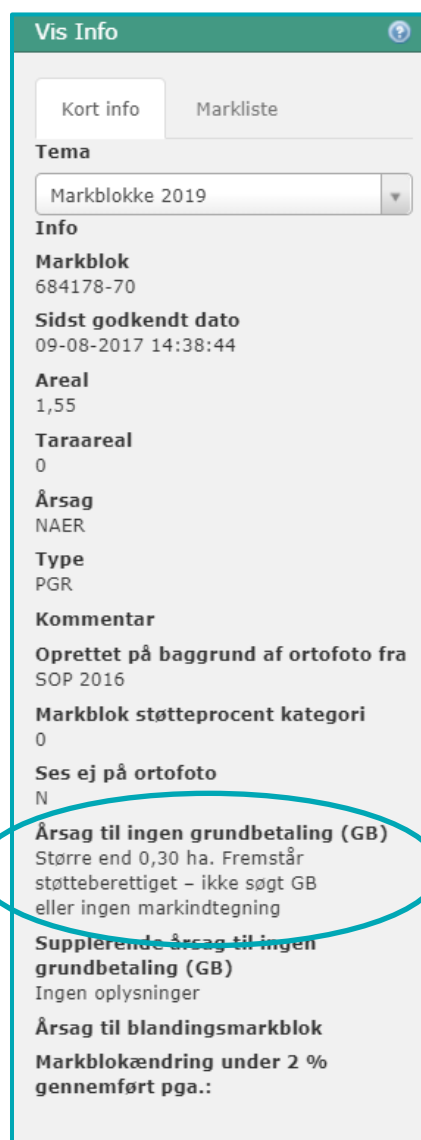 Vis Info
Kort info Markliste
Tema
Markblokke 2019
Info
Markblok
684178-70
Sidst godkendt dato
09-08-2017 14:38:44
Areal
1,55
Taraareal
0
Årsag
NAER
Type
PGR
Kommentar
Oprettet på baggrund af ortofoto fra
SOP 2016
Markblok støtteprocent kategori
0
Ses ej på ortofoto
N
Årsag til ingen grundbetaling (GB)
Større end 0,30 ha. Fremstår
støtteberettiget – ikke søgt GB
eller ingen markindtegning
Supplerende årsag til ingen
grundbetaling (GB)
Ingen oplysninger
Årsag til blandingsmarkblok
Markblokændring under 2 %
gennemført pga.: